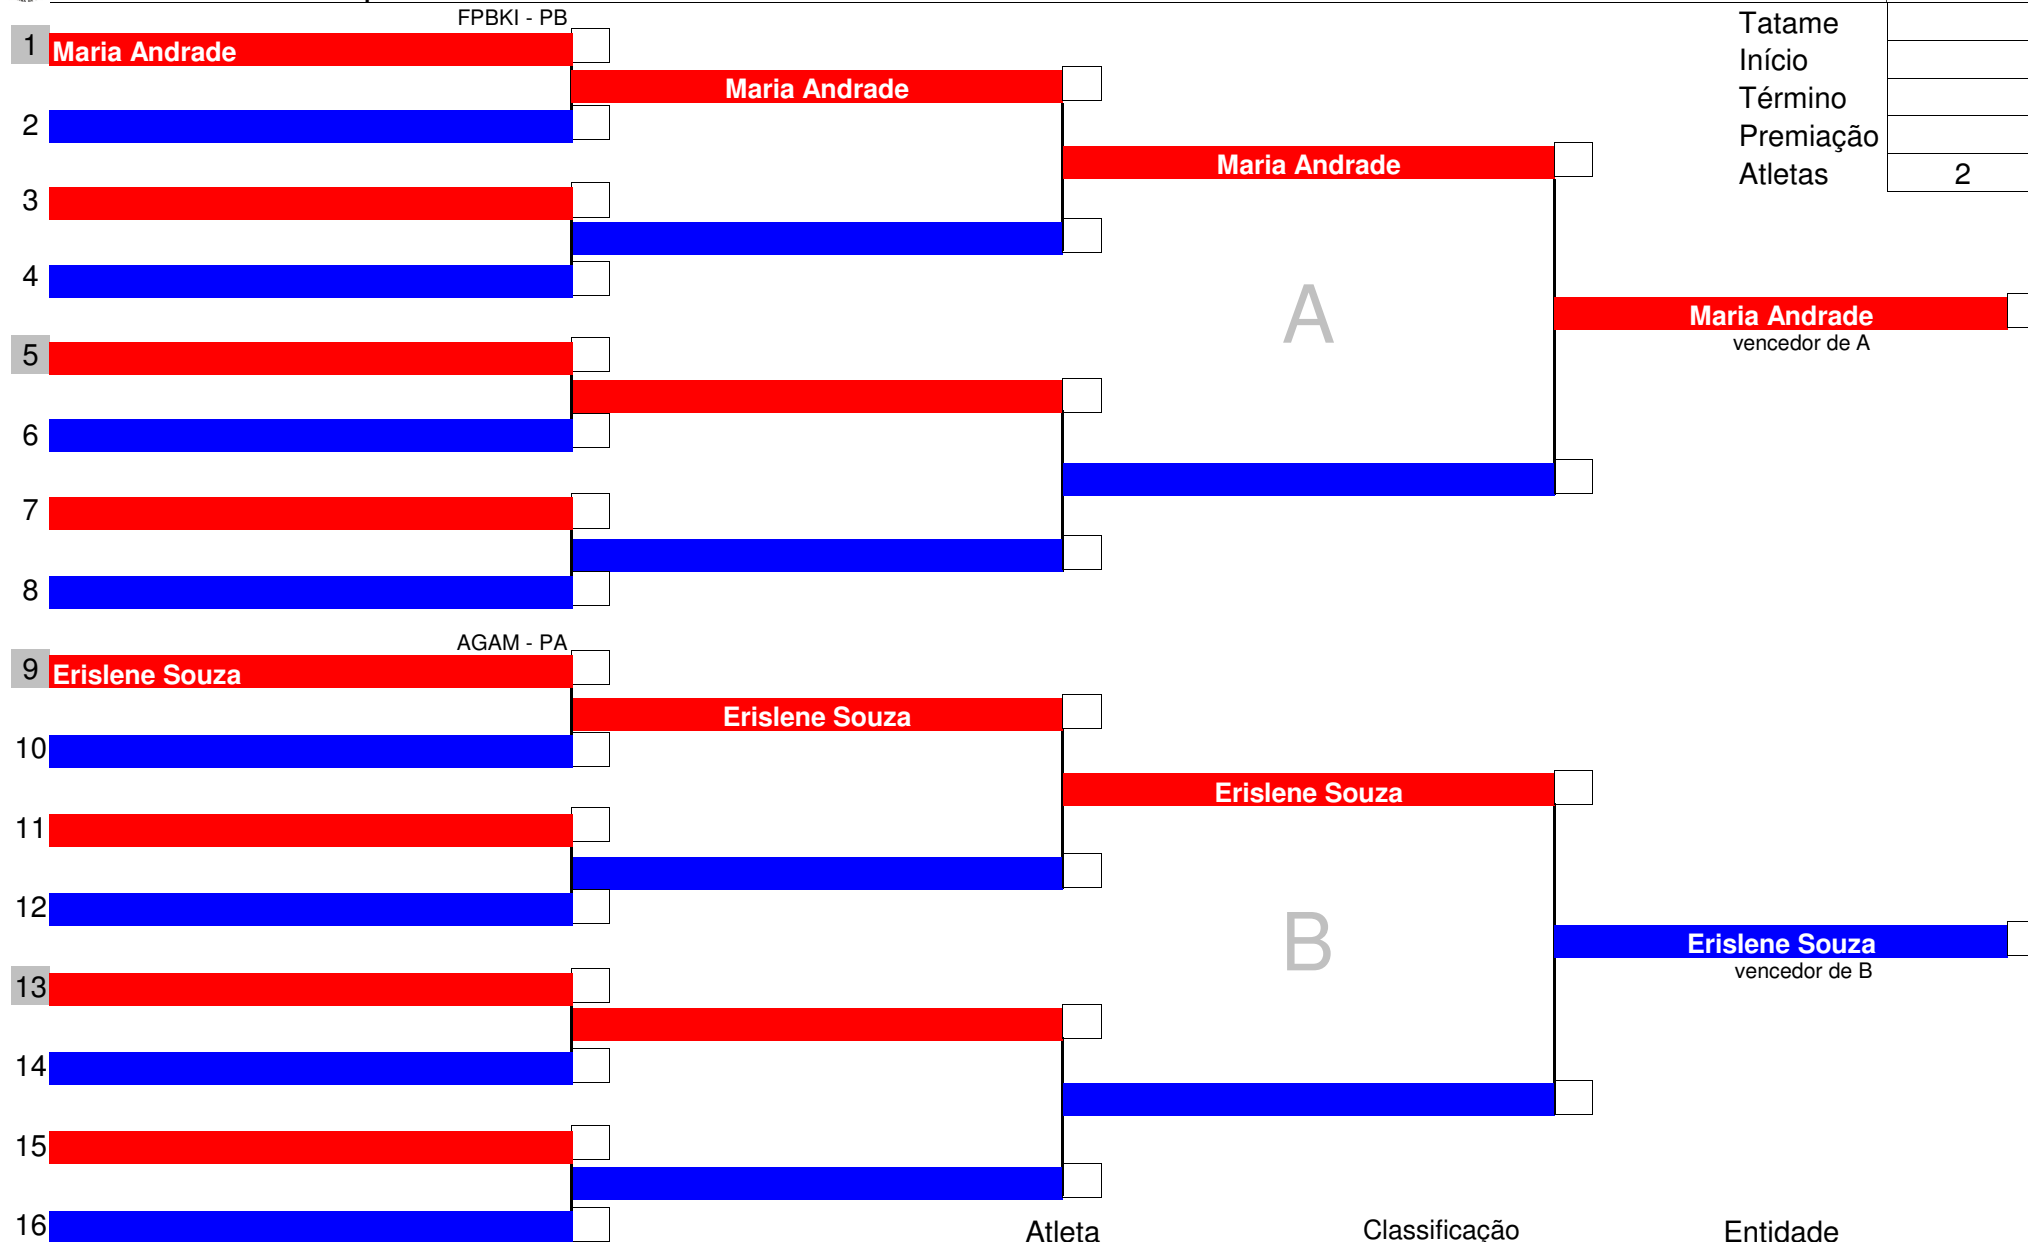 FPBKI - PB
Tatame
1 Maria Andrade
Início
Maria Andrade
Término
2
Premiação
Maria Andrade
Atletas 2
3
4
A
Maria Andrade
vencedor de A
5
6
7
8
AGAM - PA
9 Erislene Souza
Erislene Souza
10
Erislene Souza
11
12
B
Erislene Souza
vencedor de B
13
14
15
16
Atleta Classificação Entidade